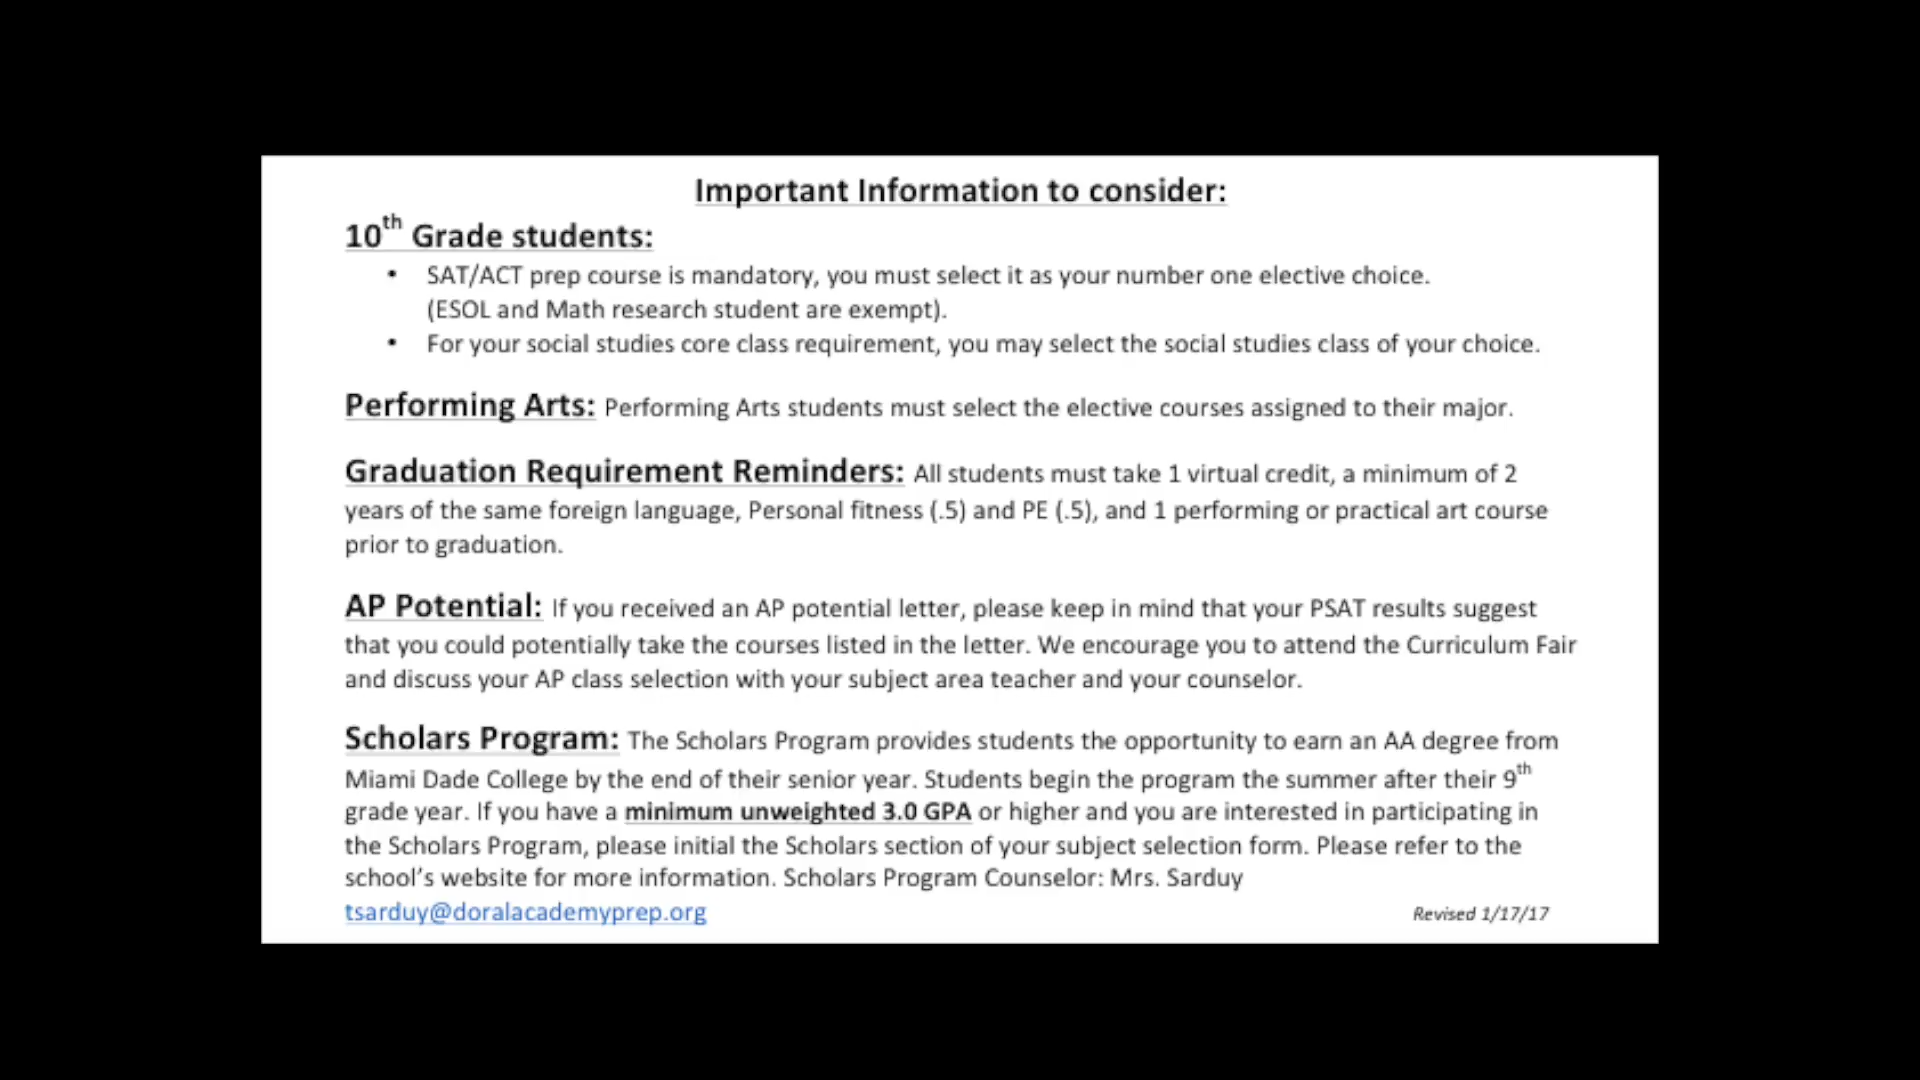 Important Information to consider:
10th Grade students:
• SAT/ACT prep course is mandatory, you must select it as your number one elective choice.
(ESOL and Math research student are exempt).
• For your social studies core class requirement, you may select the social studies class of your choice.
Performing Arts: Performing Arts students must select the elective courses assigned to their major.
Graduation Requirement Reminders: All students must take 1 virtual credit, a minimum of 2
years of the same foreign language, Personal fitness (.5) and PE (.5), and 1 performing or practical art course
prior to graduation.
AP Potential: If you received an AP potential letter, please keep in mind that your PSAT results suggest
that you could potentially take the courses listed in the letter. We encourage you to attend the Curriculum Fair
and discuss your AP class selection with your subject area teacher and your counselor.
Scholars Program: The Scholars Program provides students the opportunity to earn an AA degree from
Miami Dade College by the end of their senior year. Students begin the program the summer after their 9th
grade year. If you have a minimum unweighted 3.0 GPA or higher and you are interested in participating in
the Scholars Program, please initial the Scholars section of your subject selection form. Please refer to the
school’s website for more information. Scholars Program Counselor: Mrs. Sarduy
tsarduy@doralacademyprep.org Revised 1/17/17